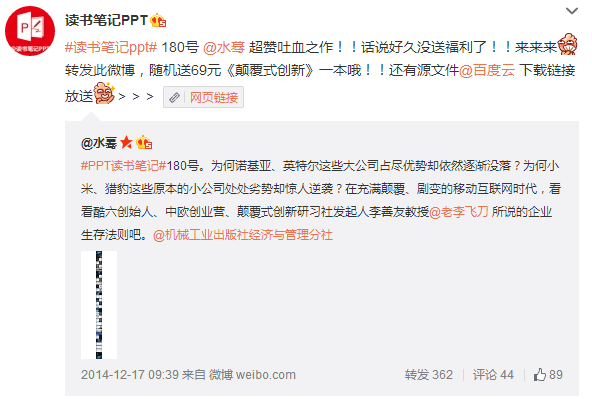 读书笔记PPT
#读书笔记ppt# 180号 @水骞 超赞吐血之作！！话说好久没送福利了！！来来来
转发此微博，随机送69元《颠覆式创新》一本哦！！还有源文件@百度云 下载链接
放送 > > > 网页链接
@水骞
#PPT读书笔记#180号。为何诺基亚、英特尔这些大公司占尽优势却依然逐渐没落？为何小
米、猎豹这些原本的小公司处处劣势却惊人逆袭？在充满颠覆、剧变的移动互联网时代，看
看酷六创始人、中欧创业营、颠覆式创新研习社发起人李善友教授@老李飞刀 所说的企业
生存法则吧。@机械工业出版社经济与管理分社
2014-12-17 09:39 来自 微博 weibo.com 转发 362 评论 44 89